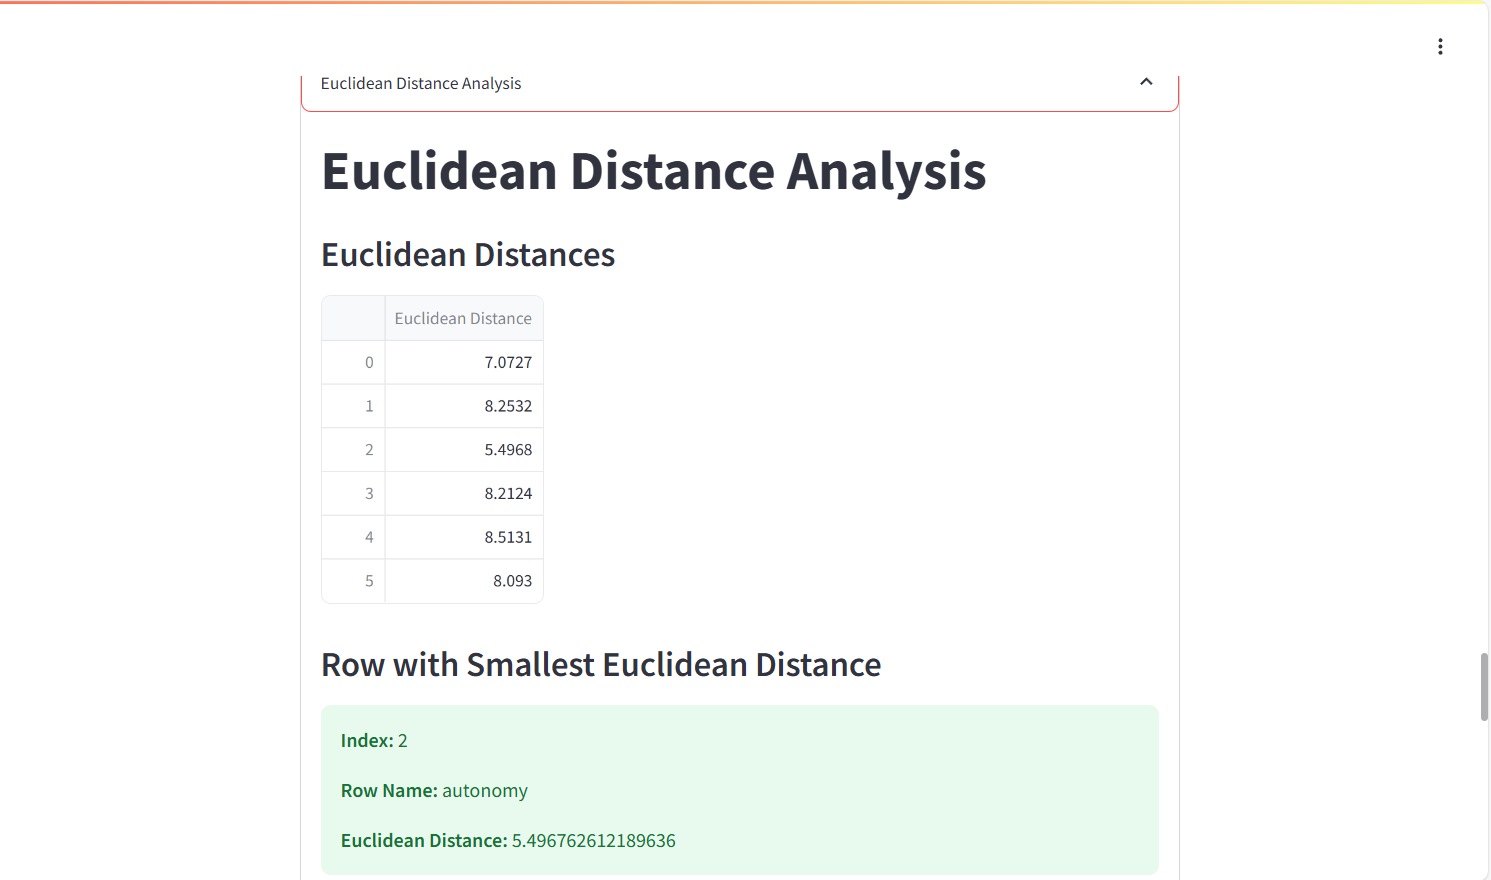 Euclidean Distance Analysis
Euclidean Distance Analysis
Euclidean Distances
Euclidean Distance
0 7.0727
1 8.2532
2 5.4968
3 8.2124
4 8.5131
5 8.093
Row with Smallest Euclidean Distance
Index: 2
Row Name: autonomy
Euclidean Distance: 5.496762612189636